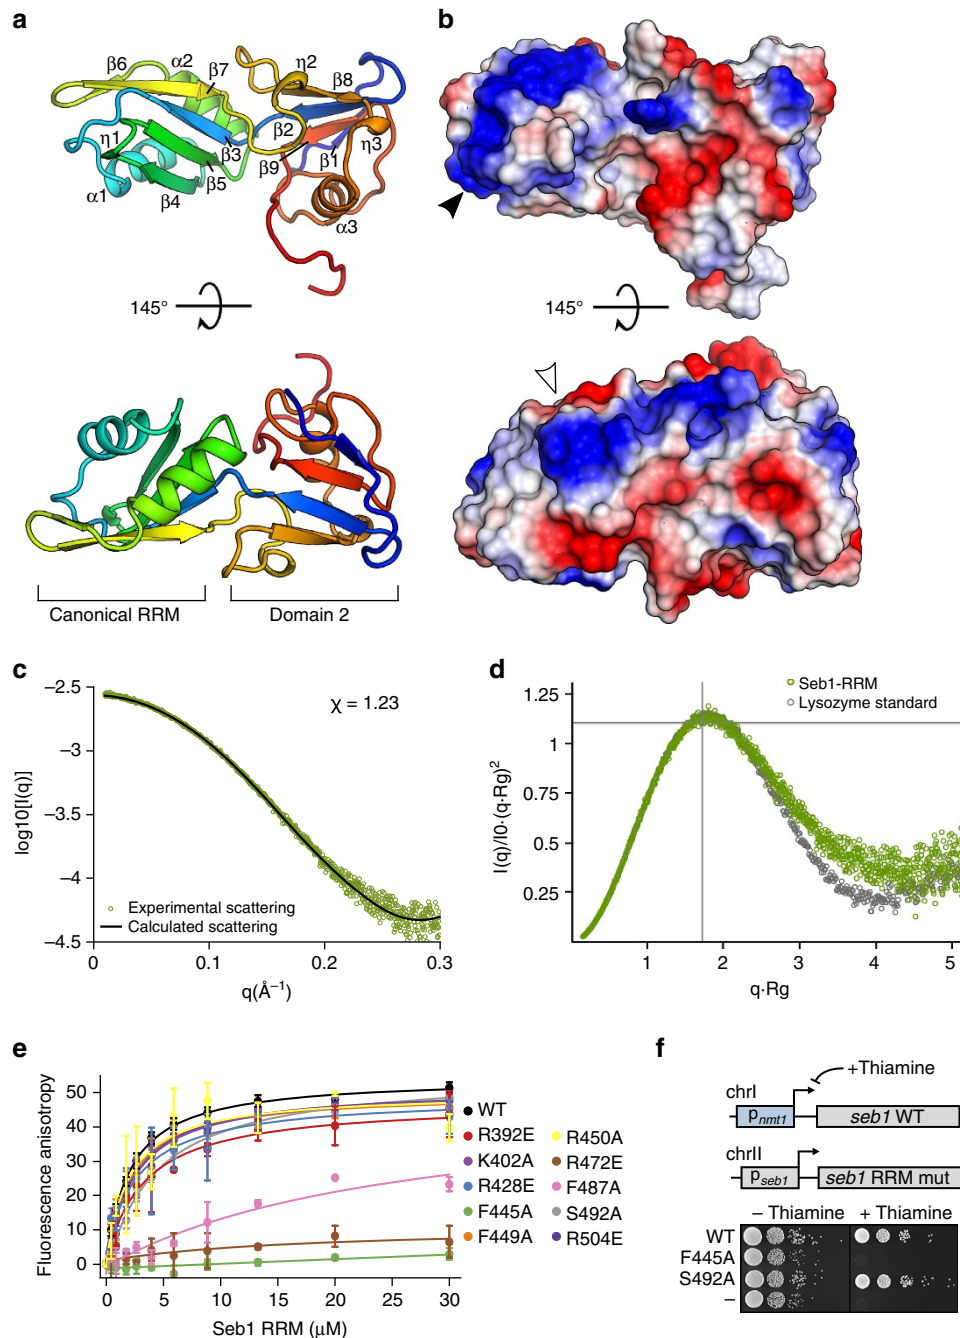 a
β6
α2
β7
η2
β8
η1
β3
β2
η3
β5
β1
α1
β4
β9
α3
145°
Canonical RRM
Domain 2
b
145°
c
χ = 1.23
log10[I(q)]
−2.5
−3
−3.5
−4
−4.5
Experimental scattering
Calculated scattering
0
0.1
0.2
0.3
q(Å⁻¹)
d
Seb1-RRM
Lysozyme standard
I(q)/I0·(q·Rg)²
1.25
1
0.75
0.5
0.25
1
2
3
4
5
q·Rg
e
Fluorescence anisotropy
50
40
30
20
10
0
0
5
10
15
20
25
30
Seb1 RRM (μM)
WT
R392E
K402A
R428E
F445A
F449A
R450A
R472E
F487A
S492A
R504E
f
+Thiamine
chrI
Pnmt1
seb1 WT
chrII
Pseb1
seb1 RRM mut
− Thiamine
+ Thiamine
WT
F445A
S492A
−